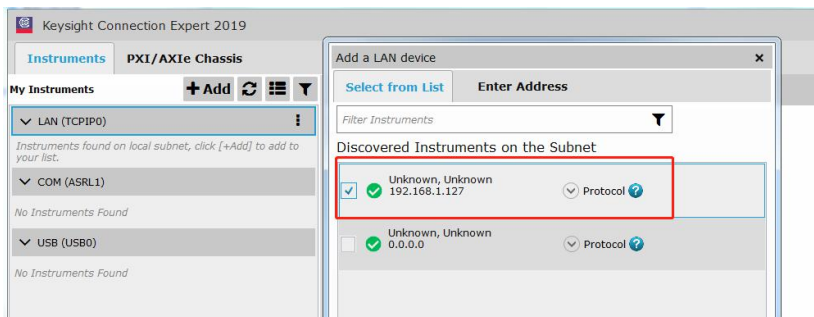 Keysight Connection Expert 2019
Instruments PXI/AXIe Chassis
My Instruments
Add
LAN (TCPIP0)
Instruments found on local subnet, click [+Add] to add to
your list.
COM (ASRL1)
No Instruments Found
USB (USB0)
No Instruments Found
Add a LAN device x
Select from List Enter Address
Filter Instruments
Discovered Instruments on the Subnet
Unknown, Unknown
192.168.1.127 Protocol ?
Unknown, Unknown
0.0.0.0 Protocol ?